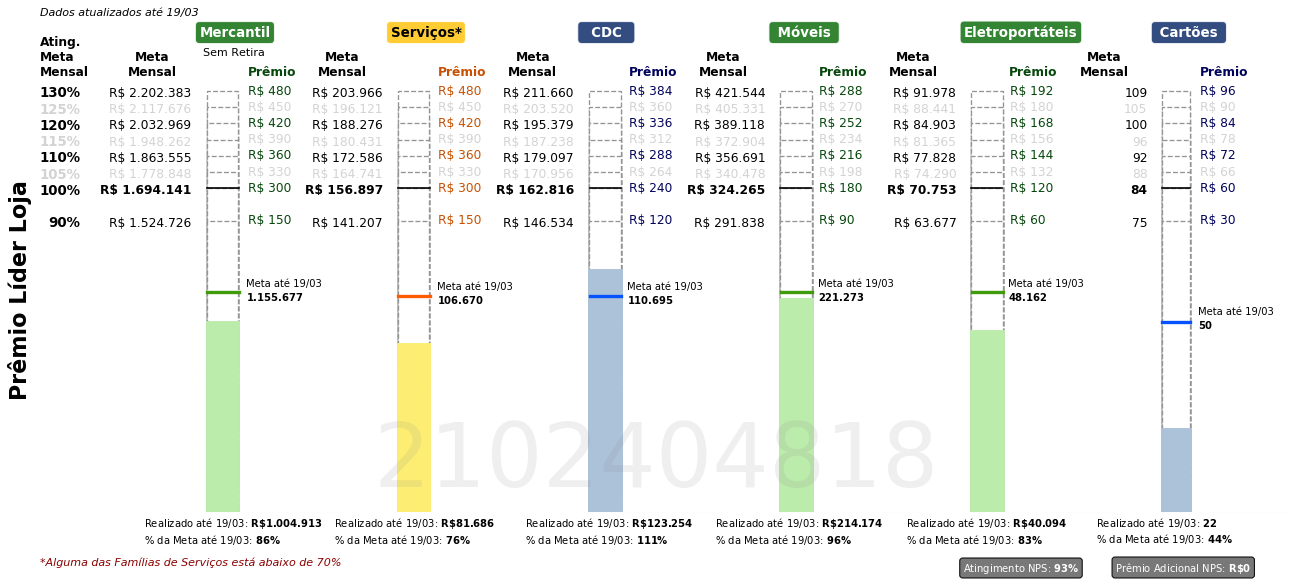 Dados atualizados até 19/03
Mercantil Serviços* CDC Móveis Eletroportáteis Cartões
Sem Retira
Ating. Meta Mensal Meta Mensal Prêmio Meta Mensal Prêmio Meta Mensal Prêmio Meta Mensal Prêmio Meta Mensal Prêmio Meta Mensal Prêmio
130% R$ 2.202.383 R$ 480 R$ 203.966 R$ 480 R$ 211.660 R$ 384 R$ 421.544 R$ 288 R$ 91.978 R$ 192 109 R$ 96
125% R$ 2.117.676 R$ 450 R$ 196.121 R$ 450 R$ 203.520 R$ 360 R$ 405.331 R$ 270 R$ 88.441 R$ 180 105 R$ 90
120% R$ 2.032.969 R$ 420 R$ 188.276 R$ 420 R$ 195.379 R$ 336 R$ 389.118 R$ 252 R$ 84.903 R$ 168 100 R$ 84
115% R$ 1.948.262 R$ 390 R$ 180.431 R$ 390 R$ 187.238 R$ 312 R$ 372.904 R$ 234 R$ 81.365 R$ 156 96 R$ 78
110% R$ 1.863.555 R$ 360 R$ 172.586 R$ 360 R$ 179.097 R$ 288 R$ 356.691 R$ 216 R$ 77.828 R$ 144 92 R$ 72
105% R$ 1.778.848 R$ 330 R$ 164.741 R$ 330 R$ 170.956 R$ 264 R$ 340.478 R$ 198 R$ 74.290 R$ 132 88 R$ 66
100% R$ 1.694.141 R$ 300 R$ 156.897 R$ 300 R$ 162.816 R$ 240 R$ 324.265 R$ 180 R$ 70.753 R$ 120 84 R$ 60
90% R$ 1.524.726 R$ 150 R$ 141.207 R$ 150 R$ 146.534 R$ 120 R$ 291.838 R$ 90 R$ 63.677 R$ 60 75 R$ 30
Prêmio Líder Loja
Meta até 19/03 Meta até 19/03 Meta até 19/03 Meta até 19/03 Meta até 19/03 Meta até 19/03
1.155.677 106.670 110.695 221.273 48.162 50
2102404818
Realizado até 19/03: R$1.004.913 Realizado até 19/03: R$81.686 Realizado até 19/03: R$123.254 Realizado até 19/03: R$214.174 Realizado até 19/03: R$40.094 Realizado até 19/03: 22
% da Meta até 19/03: 86% % da Meta até 19/03: 76% % da Meta até 19/03: 111% % da Meta até 19/03: 96% % da Meta até 19/03: 83% % da Meta até 19/03: 44%
*Alguma das Famílias de Serviços está abaixo de 70%
Atingimento NPS: 93% Prêmio Adicional NPS: R$0